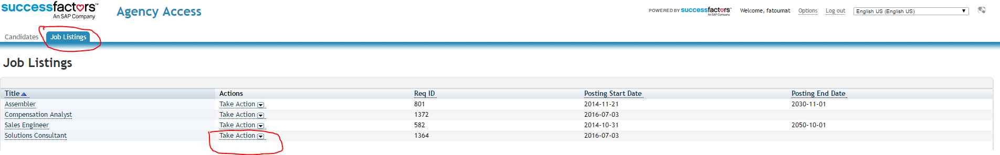 successfactors™
An SAP Company
Agency Access
POWERED BY successfactors™
An SAP Company
Welcome, fatoumat Options Log out English US (English US)
Candidates Job Listings
Job Listings
Title Actions Req ID Posting Start Date Posting End Date
Assembler Take Action 801 2014-11-21 2030-11-01
Compensation Analyst Take Action 1372 2016-07-03
Sales Engineer Take Action 582 2014-10-31 2050-10-01
Solutions Consultant Take Action 1364 2016-07-03